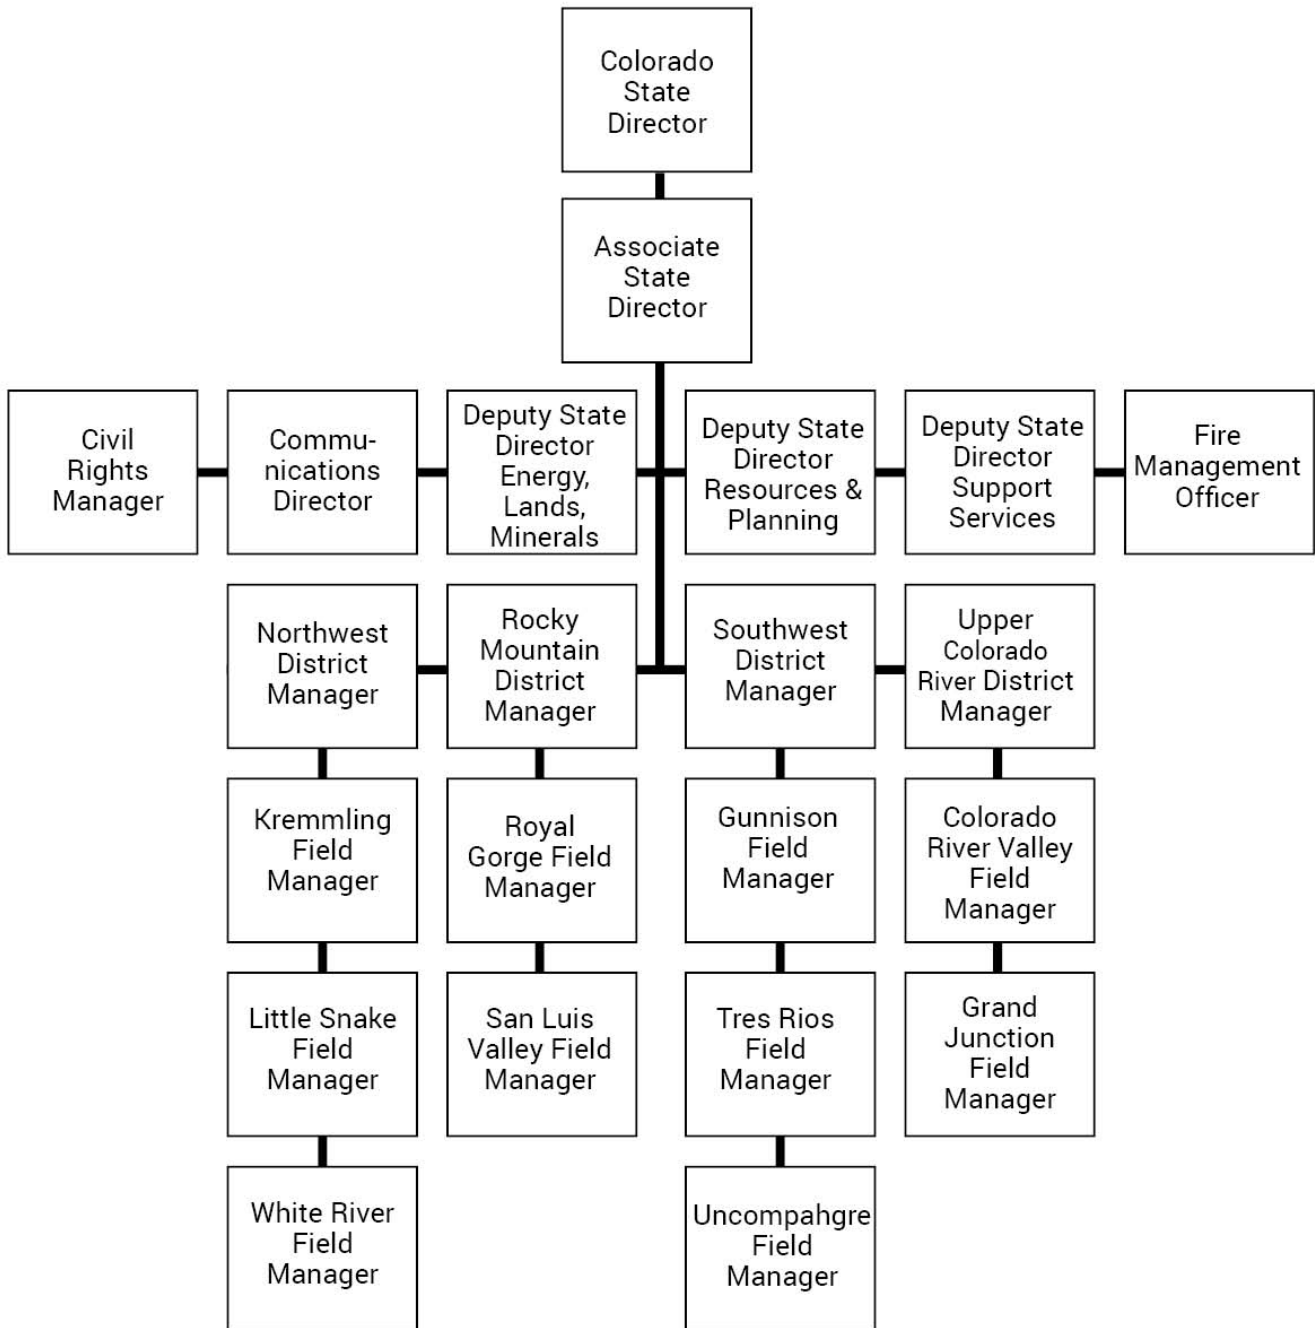 Colorado
State
Director
Associate
State
Director
Civil
Rights
Manager
Commu-
nications
Director
Deputy State
Director
Energy,
Lands,
Minerals
Deputy State
Director
Resources &
Planning
Deputy State
Director
Support
Services
Fire
Management
Officer
Northwest
District
Manager
Rocky
Mountain
District
Manager
Southwest
District
Manager
Upper
Colorado
River District
Manager
Kremmling
Field
Manager
Royal
Gorge Field
Manager
Gunnison
Field
Manager
Colorado
River Valley
Field
Manager
Little Snake
Field
Manager
San Luis
Valley Field
Manager
Tres Rios
Field
Manager
Grand
Junction
Field
Manager
White River
Field
Manager
Uncompahgre
Field
Manager